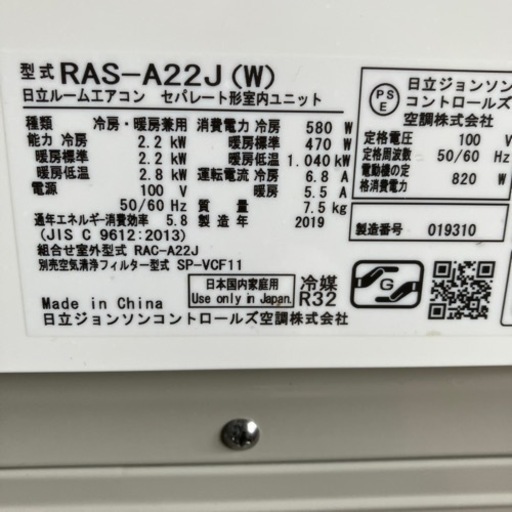 型式 RAS-A22J(W)
日立ルームエアコン セパレート形室内ユニット
種類 冷房・暖房兼用 消費電力 冷房 580 W
能力 冷房 2.2 kW 暖房標準 470 W
暖房標準 2.2 kW 暖房低温 1.040 kW
暖房低温 2.8 kW 運転電流 冷房 6.8 A
電源 100 V 暖房 5.5 A
50/60 Hz 質量 7.5 kg
通年エネルギー消費効率 5.8 2019
(JIS C 9612:2013)
組合せ室外型式 RAC-A22J
別売空気清浄フィルター型式 SP-VCF11
日本国内家庭用
Use only in Japan.
冷媒
R32
Made in China
日立ジョンソンコントロールズ空調株式会社
PS
E
日立ジョンソン
コントロールズ
空調株式会社
定格電圧 100 V
定格周波数 50/60 Hz
電動機の定
格消費電力 820 W
製造番号 019310
G